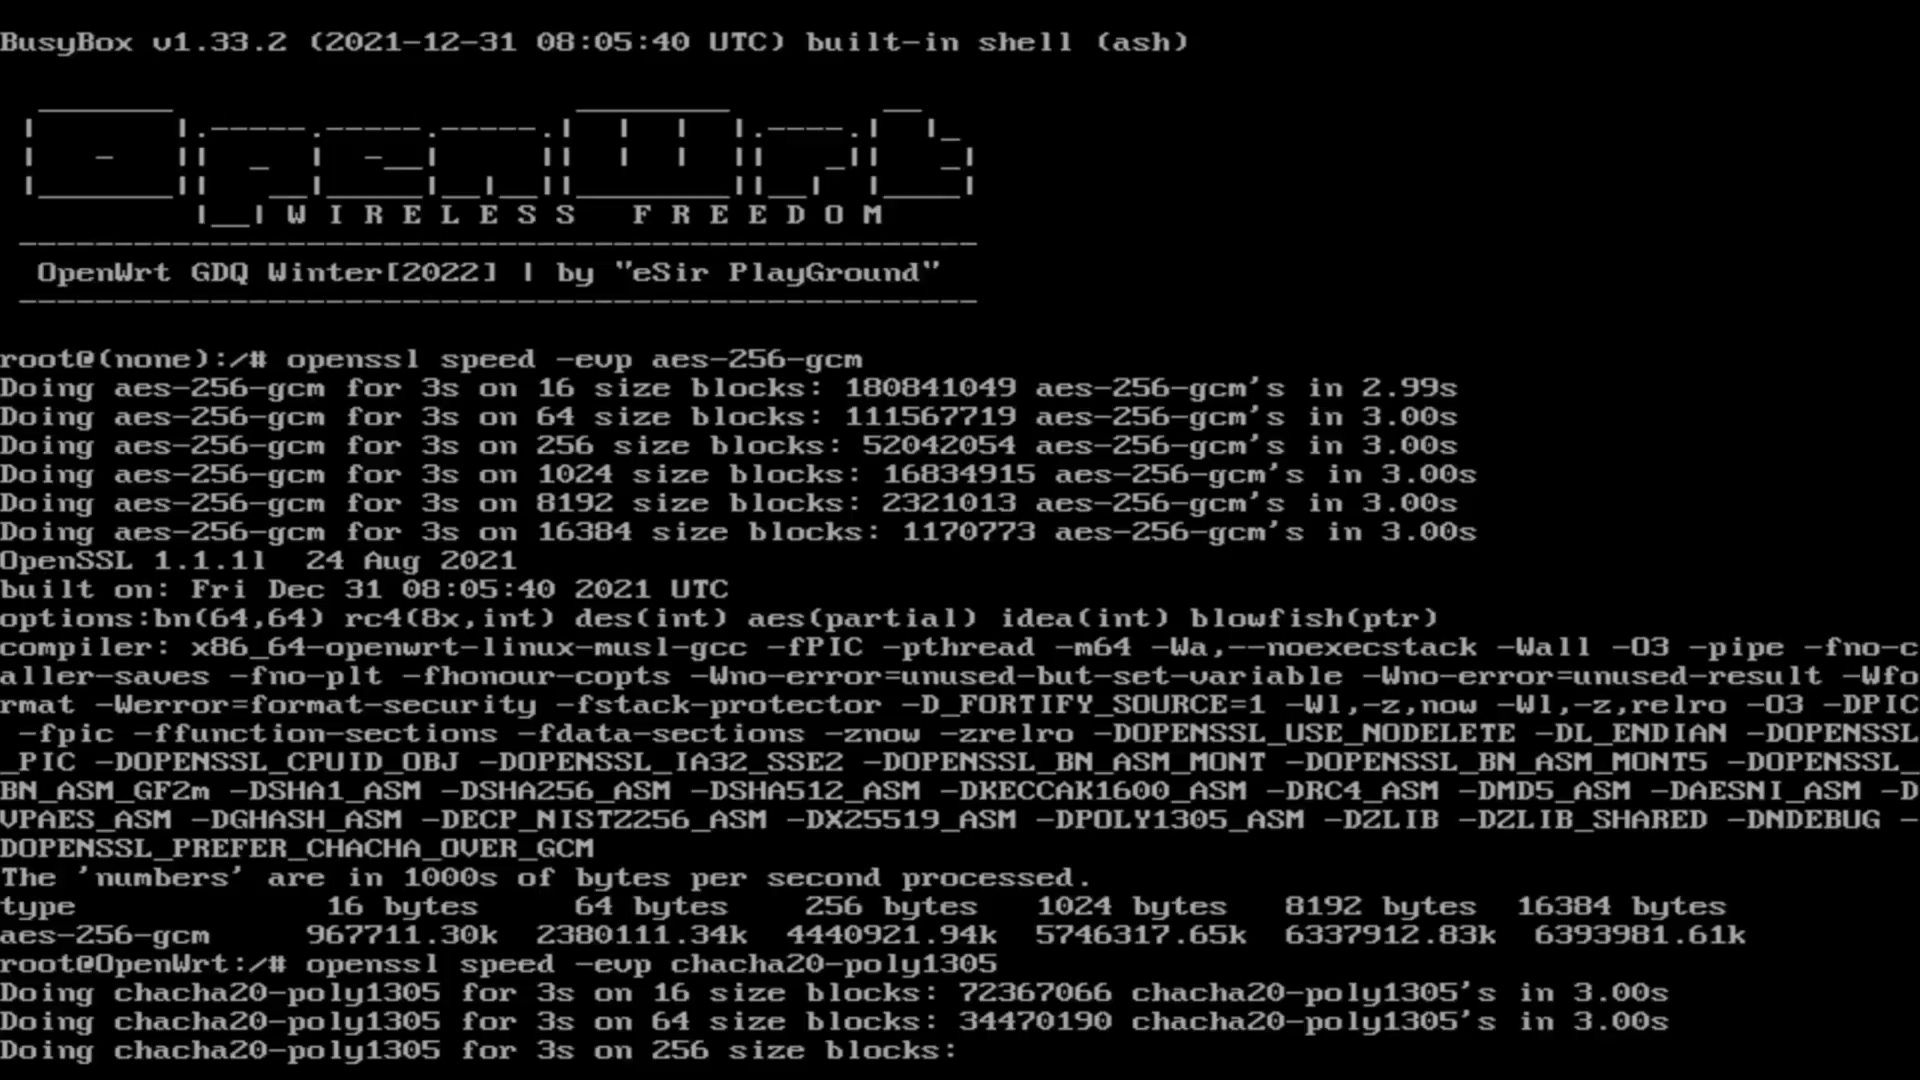 BusyBox v1.33.2 (2021-12-31 08:05:40 UTC) built-in shell (ash)
OpenWrt
W I R E L E S S   F R E E D O M
OpenWrt GDQ Winter[2022] | by "eSir PlayGround"
root@(none):/# openssl speed -evp aes-256-gcm
Doing aes-256-gcm for 3s on 16 size blocks: 180841049 aes-256-gcm's in 2.99s
Doing aes-256-gcm for 3s on 64 size blocks: 111567719 aes-256-gcm's in 3.00s
Doing aes-256-gcm for 3s on 256 size blocks: 52042054 aes-256-gcm's in 3.00s
Doing aes-256-gcm for 3s on 1024 size blocks: 16834915 aes-256-gcm's in 3.00s
Doing aes-256-gcm for 3s on 8192 size blocks: 2321013 aes-256-gcm's in 3.00s
Doing aes-256-gcm for 3s on 16384 size blocks: 1170773 aes-256-gcm's in 3.00s
OpenSSL 1.1.1l  24 Aug 2021
built on: Fri Dec 31 08:05:40 2021 UTC
options:bn(64,64) rc4(8x,int) des(int) aes(partial) idea(int) blowfish(ptr)
compiler: x86_64-openwrt-linux-musl-gcc -fPIC -pthread -m64 -Wa,--noexecstack -Wall -O3 -pipe -fno-c
aller-saves -fno-plt -fhonour-copts -Wno-error=unused-but-set-variable -Wno-error=unused-result -Wfo
rmat -Werror=format-security -fstack-protector -D_FORTIFY_SOURCE=1 -Wl,-z,now -Wl,-z,relro -O3 -DPIC
 -fpic -ffunction-sections -fdata-sections -znow -zrelro -DOPENSSL_USE_NODELETE -DL_ENDIAN -DOPENSSL
_PIC -DOPENSSL_CPUID_OBJ -DOPENSSL_IA32_SSE2 -DOPENSSL_BN_ASM_MONT -DOPENSSL_BN_ASM_MONT5 -DOPENSSL_
BN_ASM_GF2m -DSHA1_ASM -DSHA256_ASM -DSHA512_ASM -DKECCAK1600_ASM -DRC4_ASM -DMD5_ASM -DAESNI_ASM -D
VPAES_ASM -DGHASH_ASM -DECP_NISTZ256_ASM -DX25519_ASM -DPOLY1305_ASM -DZLIB -DZLIB_SHARED -DNDEBUG -
DOPENSSL_PREFER_CHACHA_OVER_GCM
The 'numbers' are in 1000s of bytes per second processed.
type             16 bytes     64 bytes    256 bytes   1024 bytes   8192 bytes  16384 bytes
aes-256-gcm     967711.30k  2380111.34k  4440921.94k  5746317.65k  6337912.83k  6393981.61k
root@OpenWrt:/# openssl speed -evp chacha20-poly1305
Doing chacha20-poly1305 for 3s on 16 size blocks: 72367066 chacha20-poly1305's in 3.00s
Doing chacha20-poly1305 for 3s on 64 size blocks: 34470190 chacha20-poly1305's in 3.00s
Doing chacha20-poly1305 for 3s on 256 size blocks: